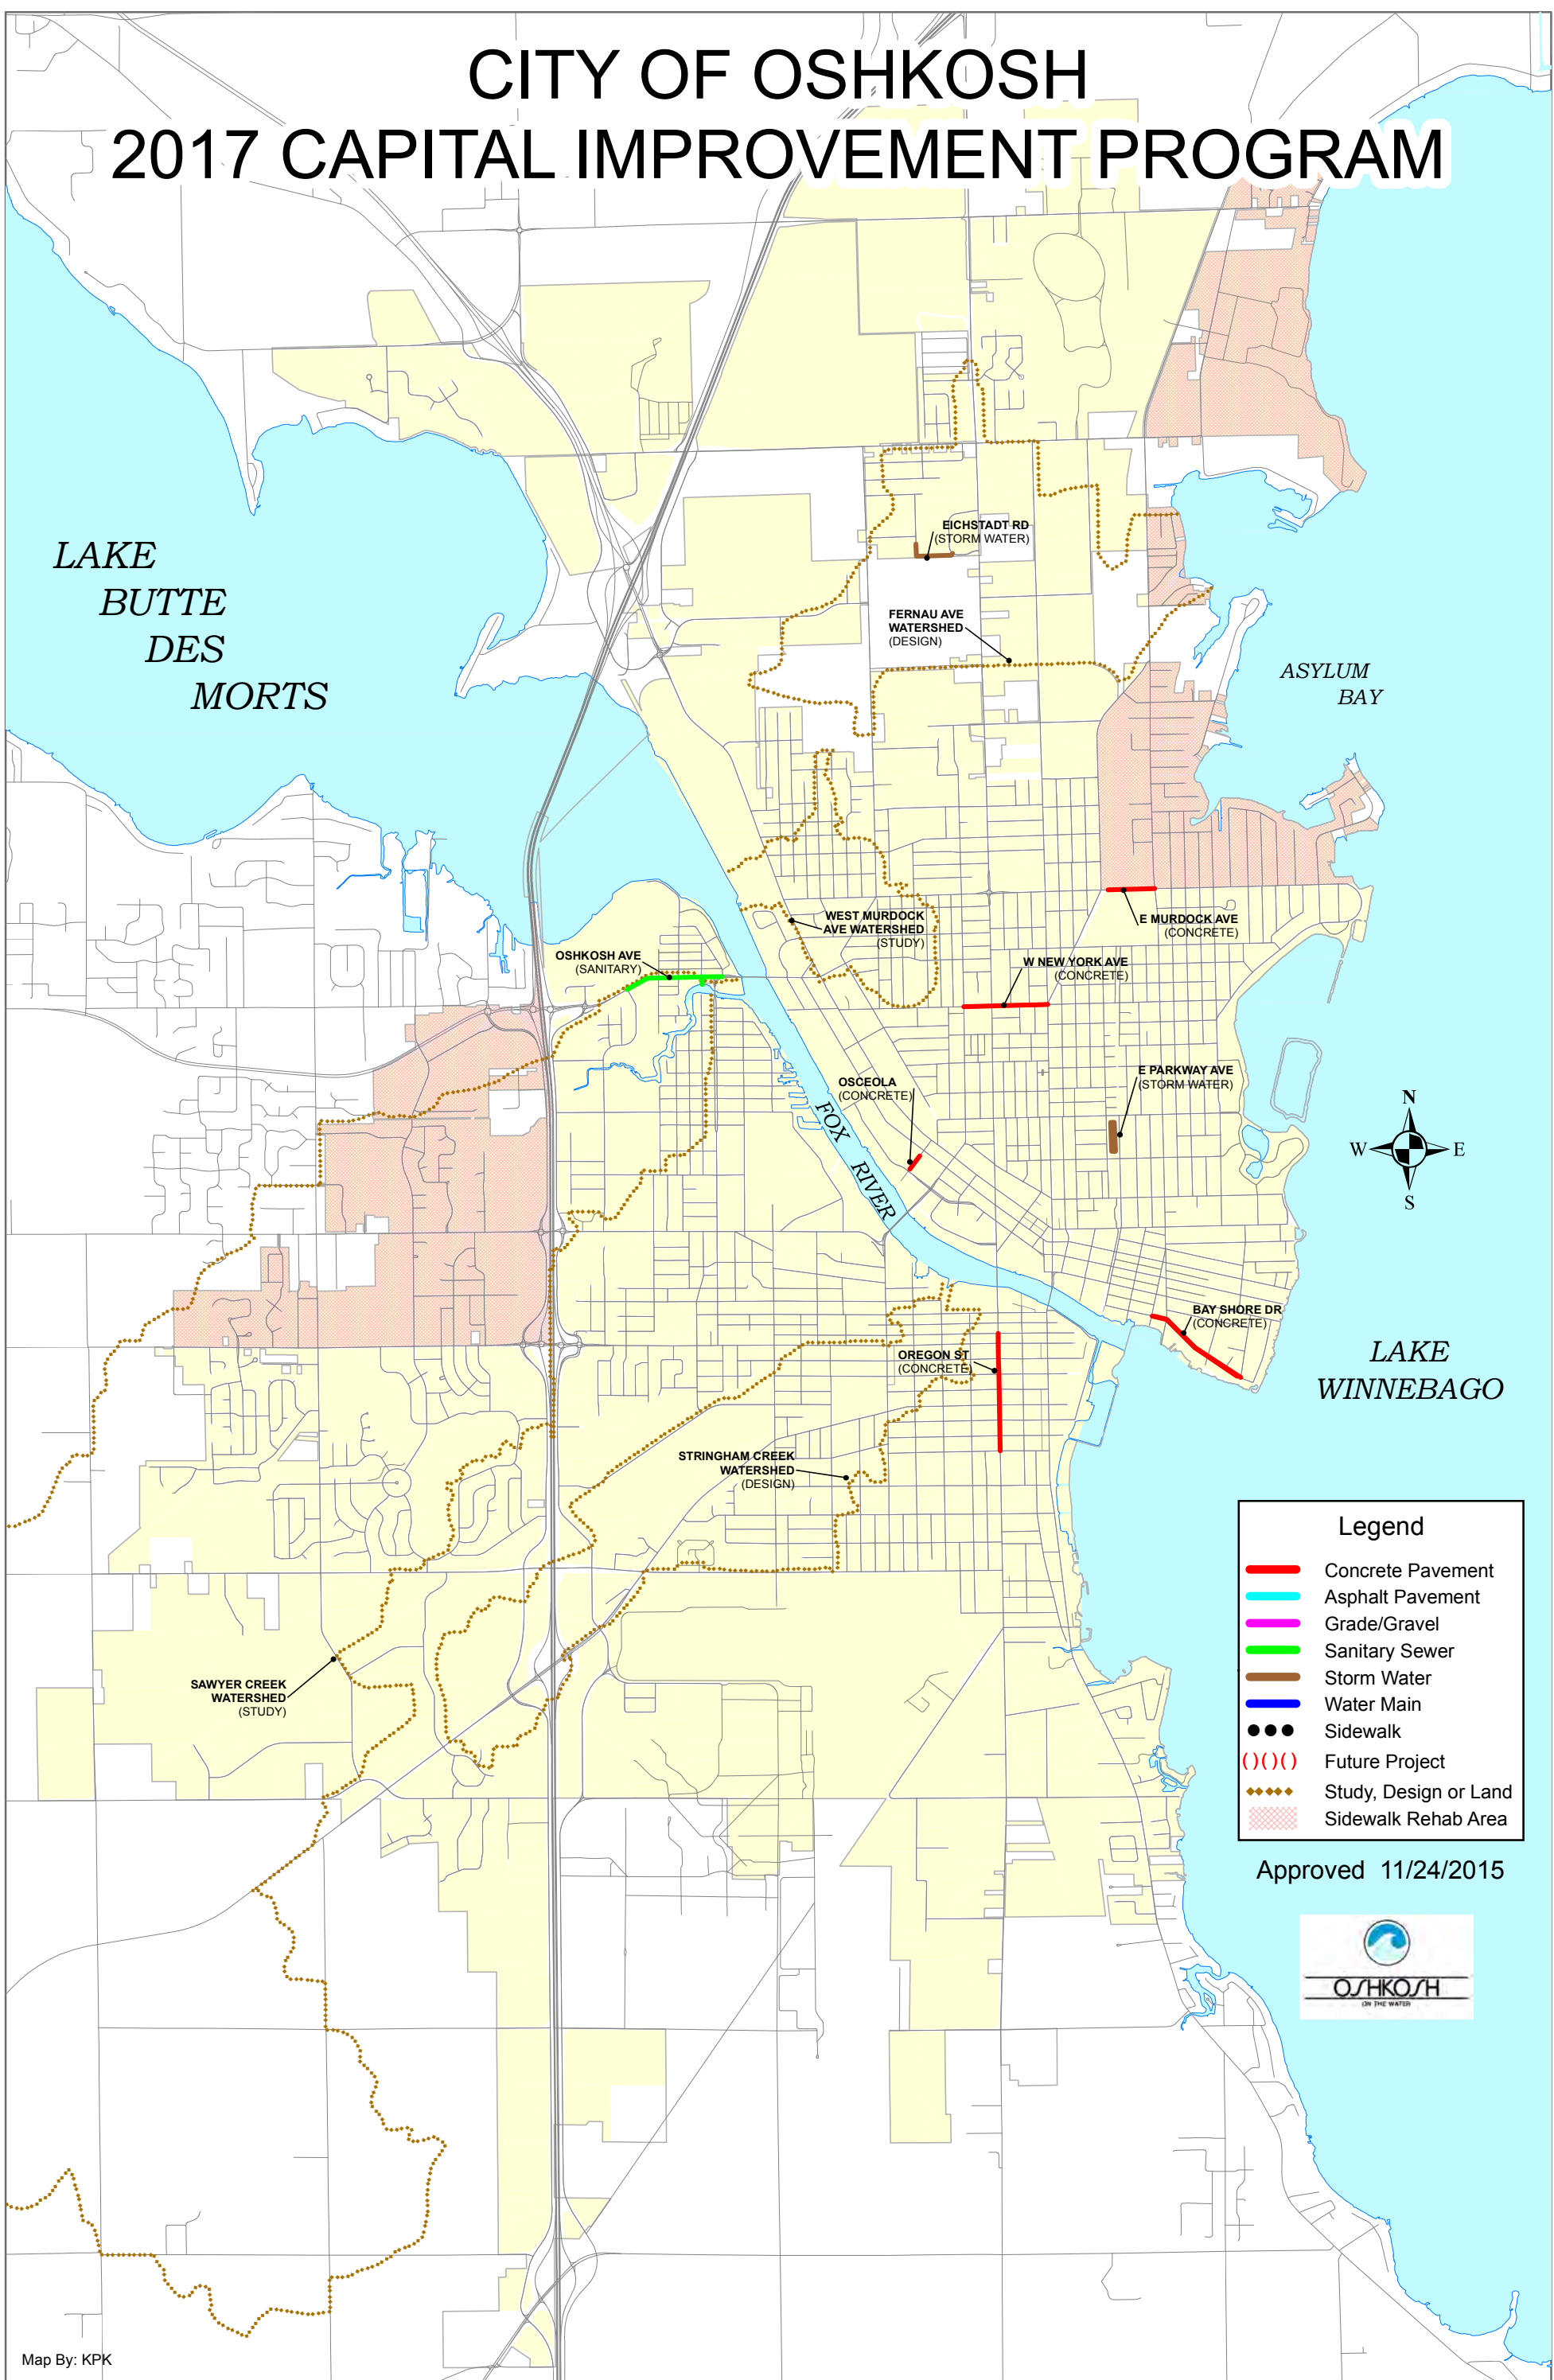 CITY OF OSHKOSH
2017 CAPITAL IMPROVEMENT PROGRAM
LAKE
BUTTE
DES
MORTS
EICHSTADT RD
(STORM WATER)
FERNAU AVE
WATERSHED
(DESIGN)
ASYLUM
BAY
WEST MURDOCK
AVE WATERSHED
(STUDY)
E MURDOCK AVE
(CONCRETE)
OSHKOSH AVE
(SANITARY)
W NEW YORK AVE
(CONCRETE)
OSCEOLA
(CONCRETE)
E PARKWAY AVE
(STORM WATER)
FOX
RIVER
N
W
E
S
BAY SHORE DR
(CONCRETE)
OREGON ST
(CONCRETE)
LAKE
WINNEBAGO
STRINGHAM CREEK
WATERSHED
(DESIGN)
SAWYER CREEK
WATERSHED
(STUDY)
Legend
Concrete Pavement
Asphalt Pavement
Grade/Gravel
Sanitary Sewer
Storm Water
Water Main
Sidewalk
()()() Future Project
Study, Design or Land
Sidewalk Rehab Area
Approved 11/24/2015
OSHKOSH
ON THE WATER
Map By: KPK